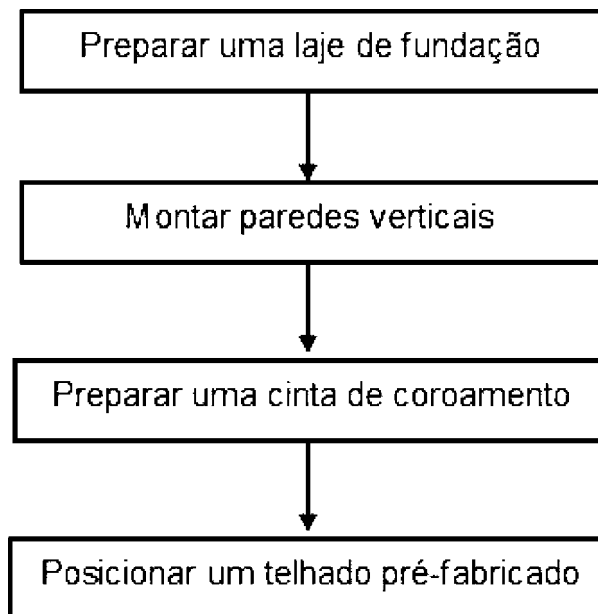 Preparar uma laje de fundação
Montar paredes verticais
Preparar uma cinta de coroamento
Posicionar um telhado pré-fabricado